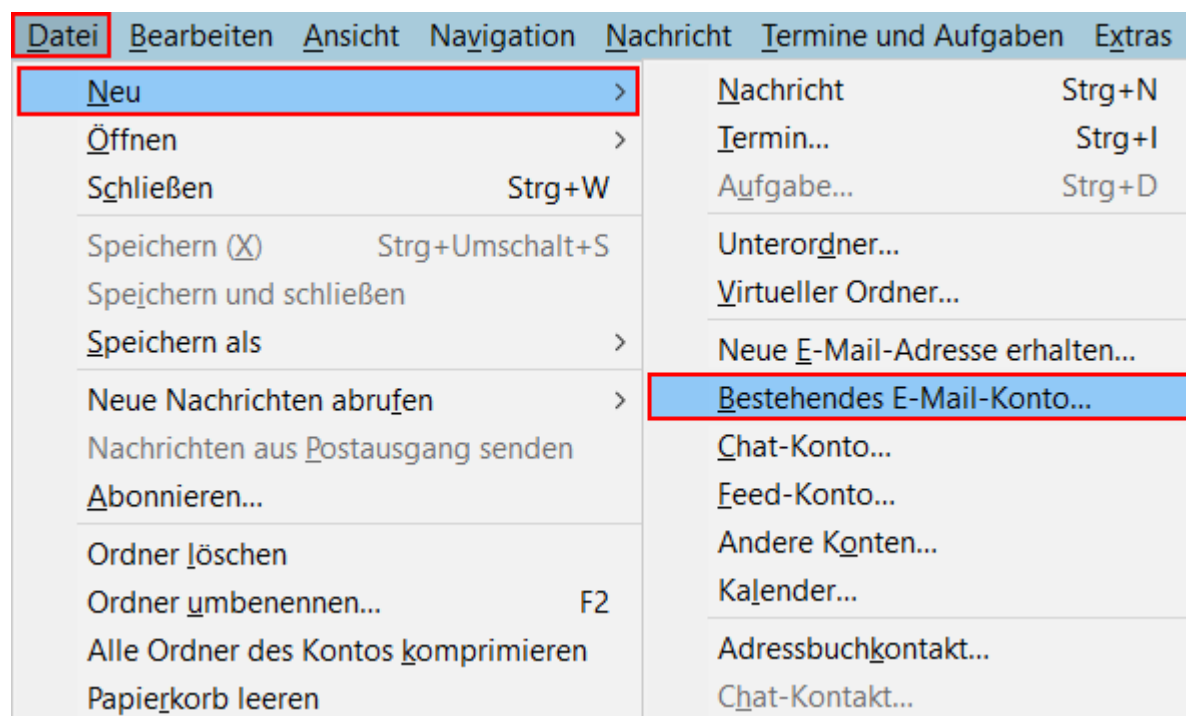 Datei Bearbeiten Ansicht Navigation Nachricht Termine und Aufgaben Extras
Neu >
Öffnen >
Schließen Strg+W
Speichern (X) Strg+Umschalt+S
Speichern und schließen
Speichern als >
Neue Nachrichten abrufen >
Nachrichten aus Postausgang senden
Abonnieren...
Ordner löschen
Ordner umbenennen... F2
Alle Ordner des Kontos komprimieren
Papierkorb leeren
Nachricht Strg+N
Termin... Strg+I
Aufgabe... Strg+D
Unterordner...
Virtueller Ordner...
Neue E-Mail-Adresse erhalten...
Bestehendes E-Mail-Konto...
Chat-Konto...
Feed-Konto...
Andere Konten...
Kalender...
Adressbuchkontakt...
Chat-Kontakt...